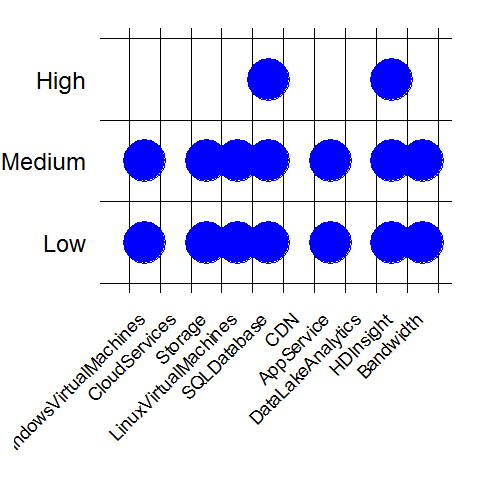 High
Medium
Low
ndowsVirtualMachines
CloudServices
Storage
LinuxVirtualMachines
SQLDatabase
CDN
AppService
DataLakeAnalytics
HDInsight
Bandwidth